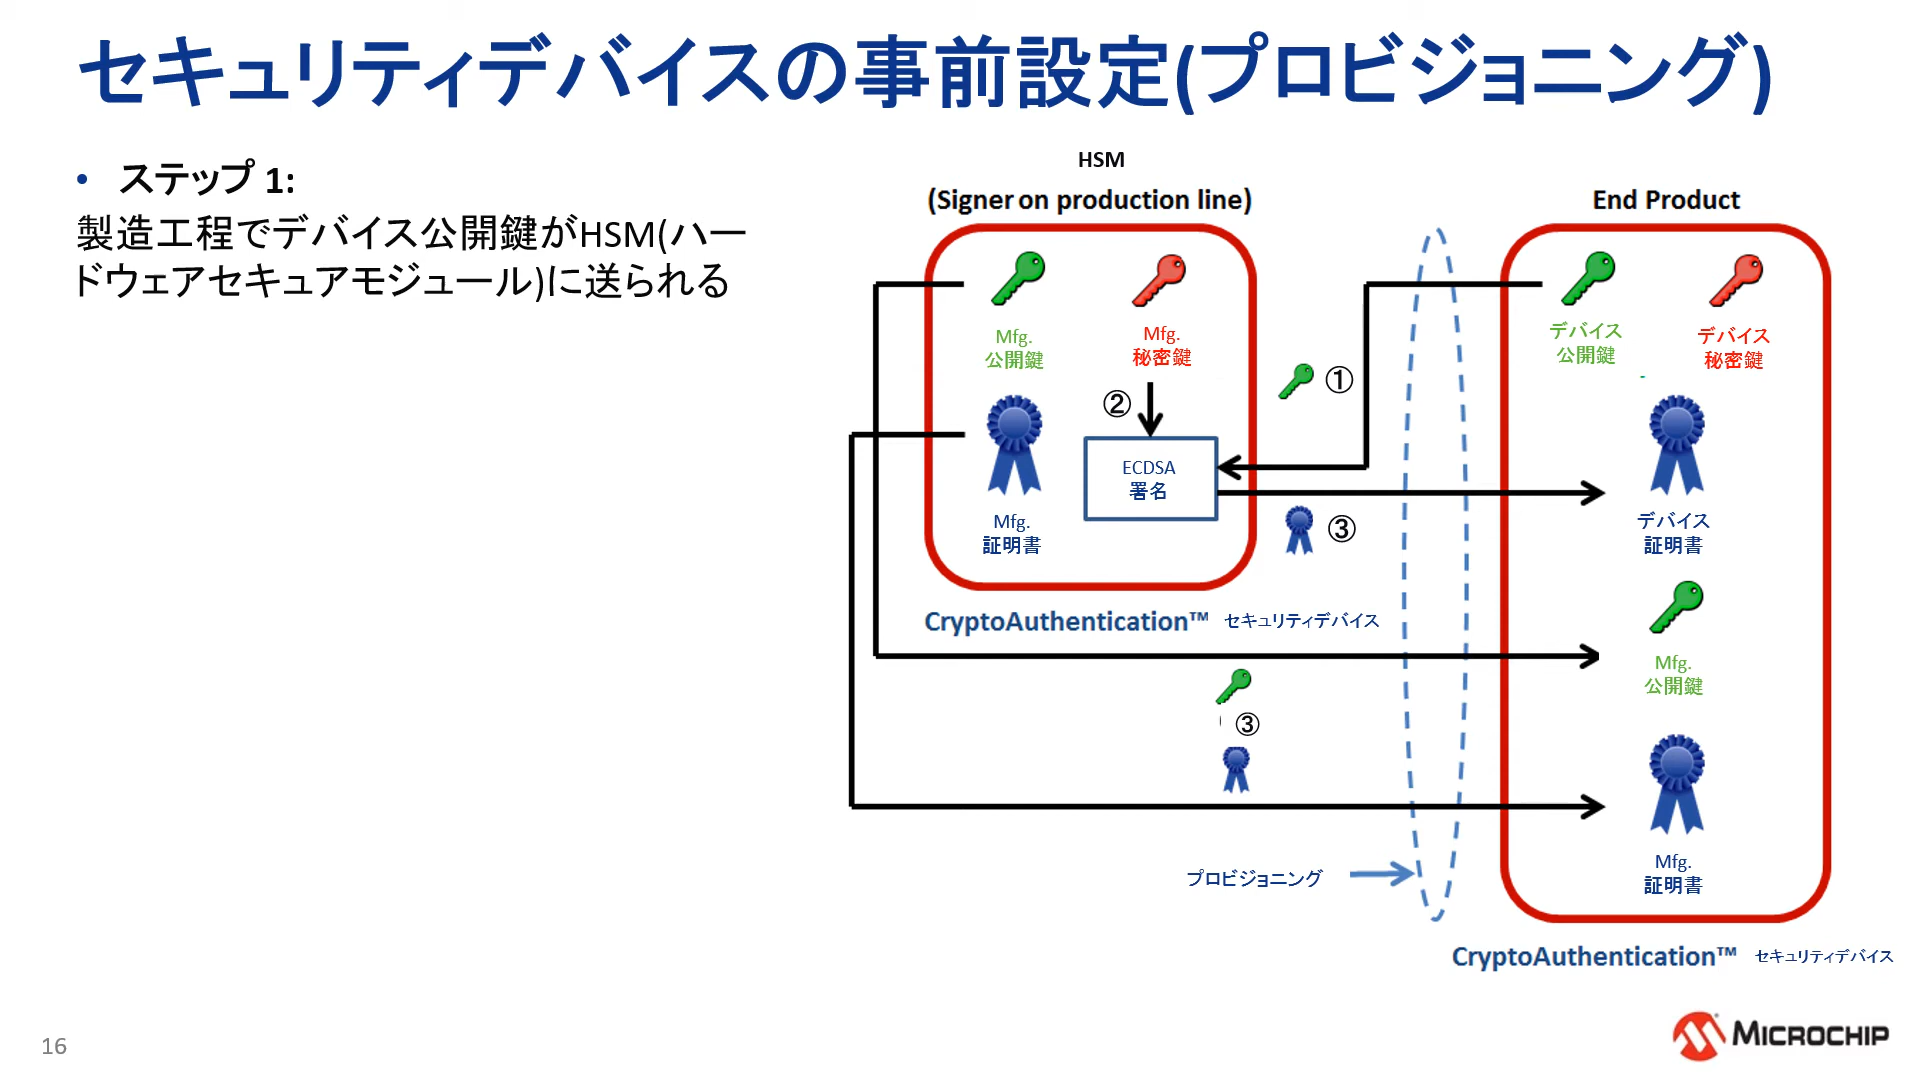 セキュリティデバイスの事前設定(プロビジョニング)
• ステップ 1:
製造工程でデバイス公開鍵がHSM(ハー
ドウェアセキュアモジュール)に送られる
HSM
(Signer on production line)
End Product
Mfg.
公開鍵
Mfg.
秘密鍵
デバイス
公開鍵
デバイス
秘密鍵
①
②
ECDSA
署名
Mfg.
証明書
③
デバイス
証明書
CryptoAuthentication™ セキュリティデバイス
Mfg.
公開鍵
③
プロビジョニング
Mfg.
証明書
CryptoAuthentication™ セキュリティデバイス
16
MICROCHIP